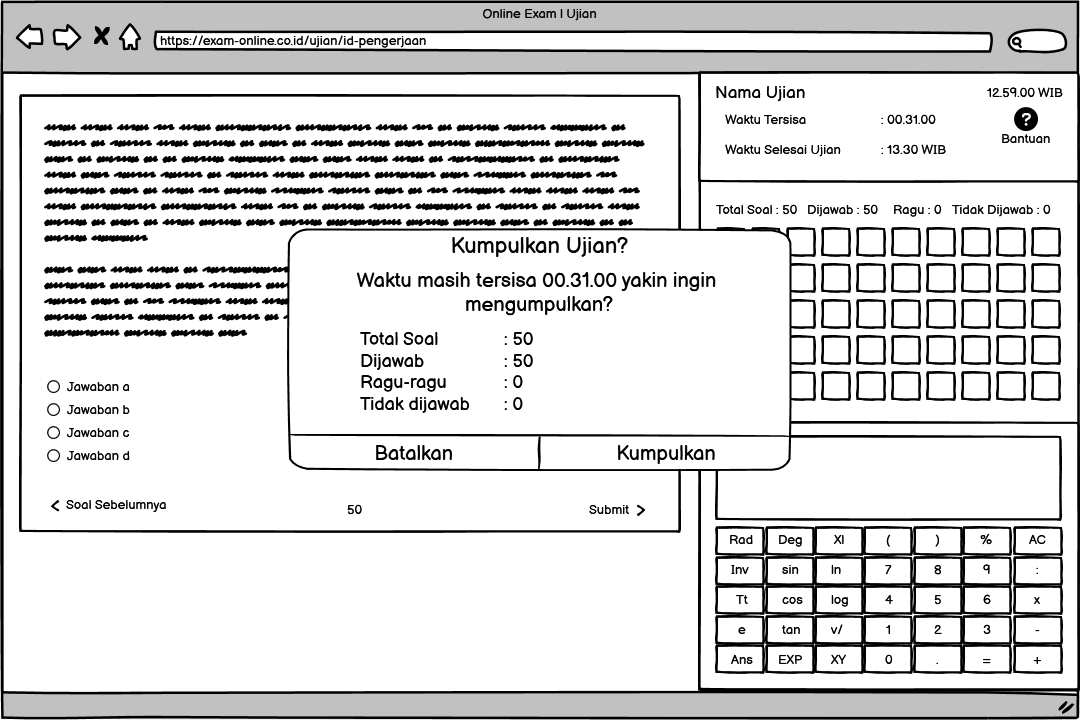 Online Exam | Ujian
https://exam-online.co.id/ujian/id-pengerjaan
Nama Ujian
12.59.00 WIB
Waktu Tersisa : 00.31.00
?
Bantuan
Waktu Selesai Ujian : 13.30 WIB
Total Soal : 50 Dijawab : 50 Ragu : 0 Tidak Dijawab : 0
Kumpulkan Ujian?
Waktu masih tersisa 00.31.00 yakin ingin
mengumpulkan?
Total Soal : 50
Dijawab : 50
Ragu-ragu : 0
Tidak dijawab : 0
Batalkan Kumpulkan
Jawaban a
Jawaban b
Jawaban c
Jawaban d
Soal Sebelumnya 50 Submit
Rad Deg X! ( ) % AC
Inv sin ln 7 8 9 :
Tt cos log 4 5 6 x
e tan v/ 1 2 3 -
Ans EXP XY 0 . = +